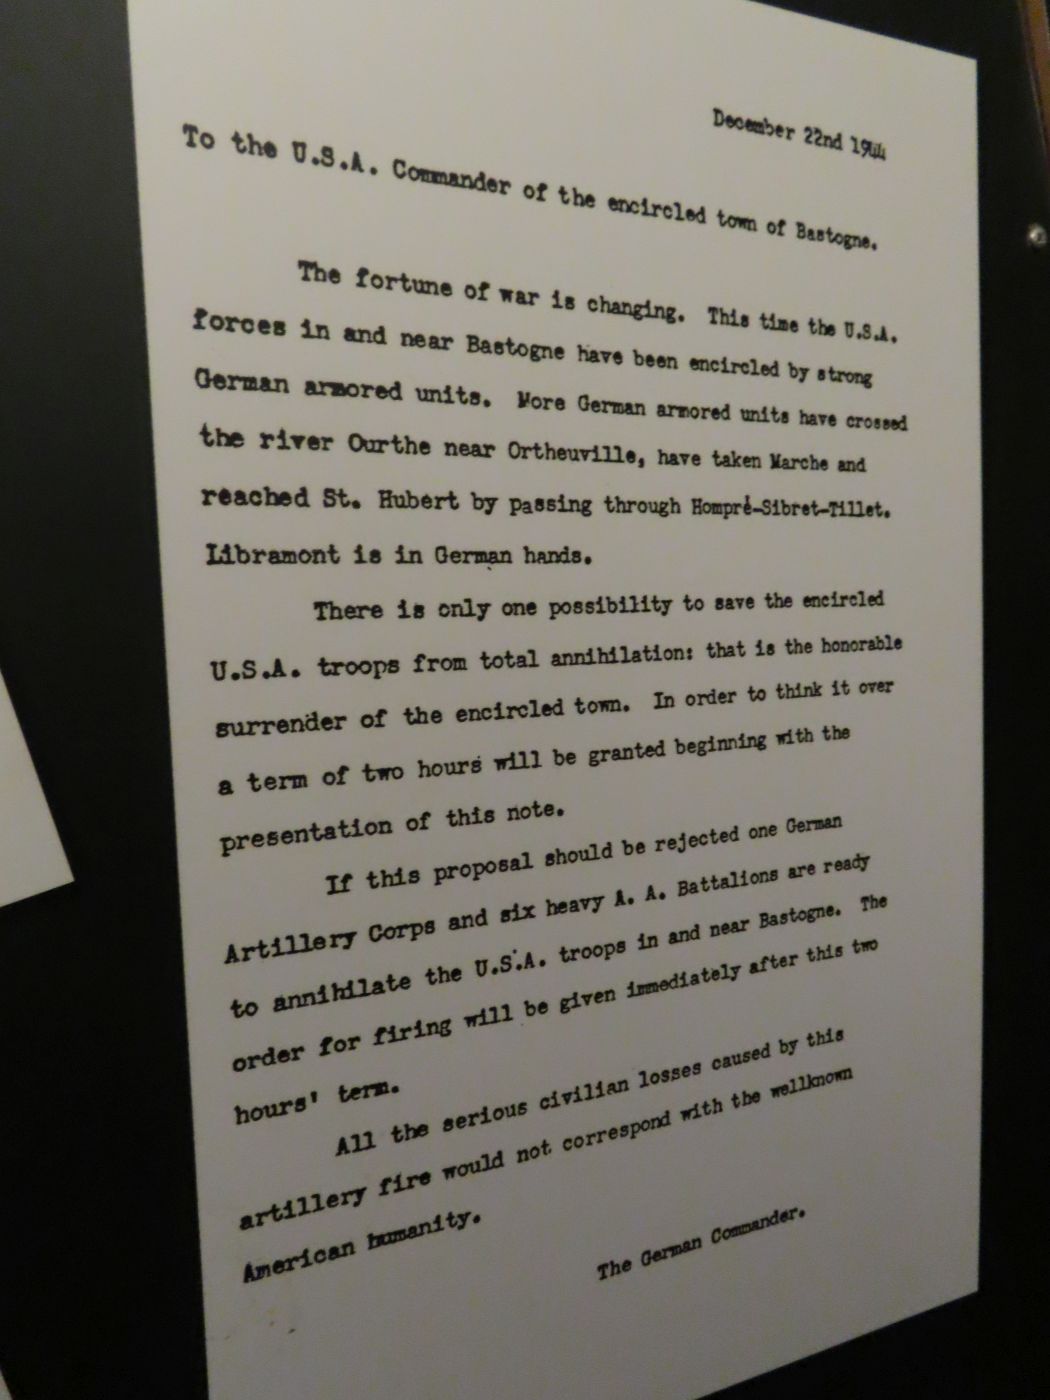 December 22nd 1944
To the U.S.A. Commander of the encircled town of Bastogne.
The fortune of war is changing. This time the U.S.A.
forces in and near Bastogne have been encircled by strong
German armored units. More German armored units have crossed
the river Ourthe near Ortheuville, have taken Marche and
reached St. Hubert by passing through Hompré-Sibret-Tillet.
Libramont is in German hands.
There is only one possibility to save the encircled
U.S.A. troops from total annihilation: that is the honorable
surrender of the encircled town. In order to think it over
a term of two hours will be granted beginning with the
presentation of this note.
If this proposal should be rejected one German
Artillery Corps and six heavy A. A. Battalions are ready
to annihilate the U.S.A. troops in and near Bastogne. The
order for firing will be given immediately after this two
hours' term.
All the serious civilian losses caused by this
artillery fire would not correspond with the wellknown
American humanity.
The German Commander.